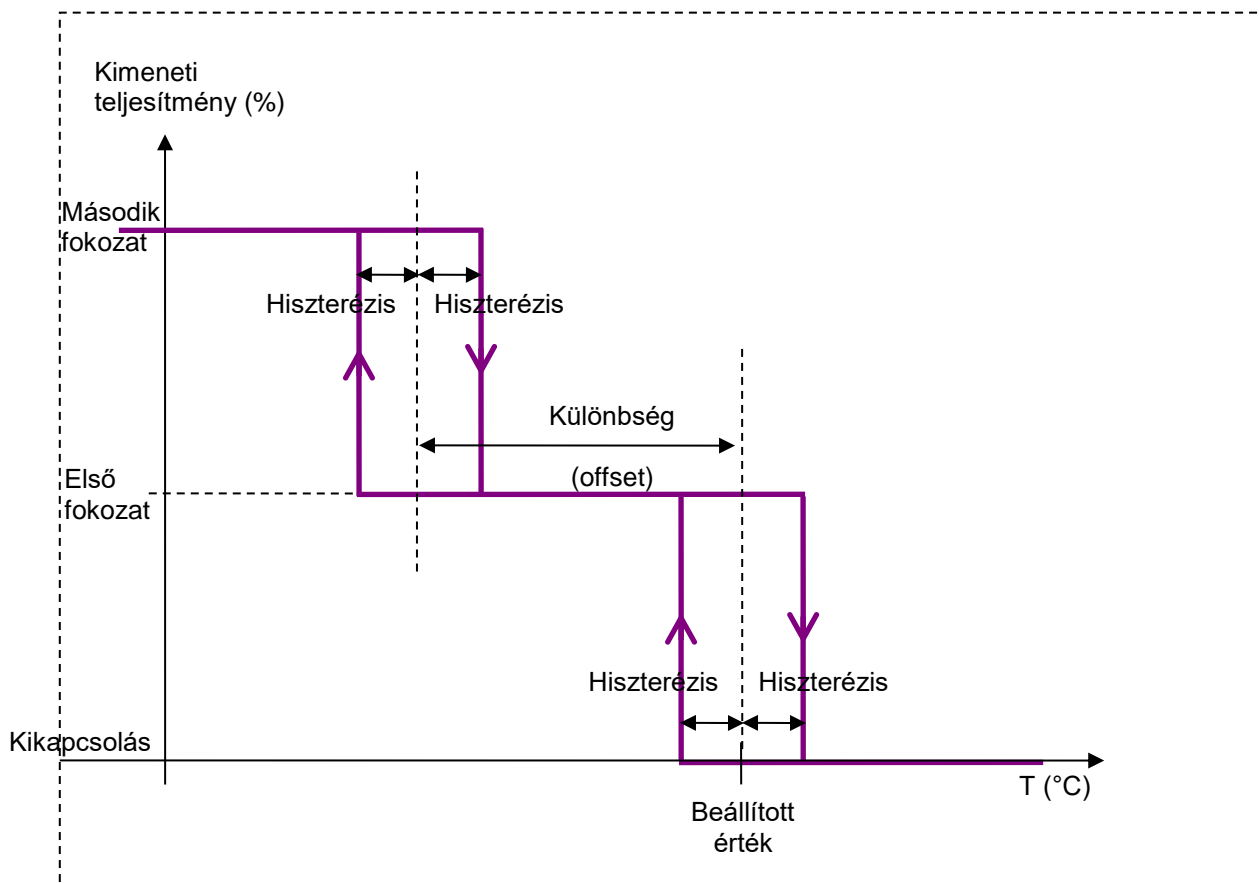 Kimeneti
teljesítmény (%)
Második
fokozat
Hiszterézis
Hiszterézis
Különbség
(offset)
Első
fokozat
Hiszterézis
Hiszterézis
Kikapcsolás
T (°C)
Beállított
érték